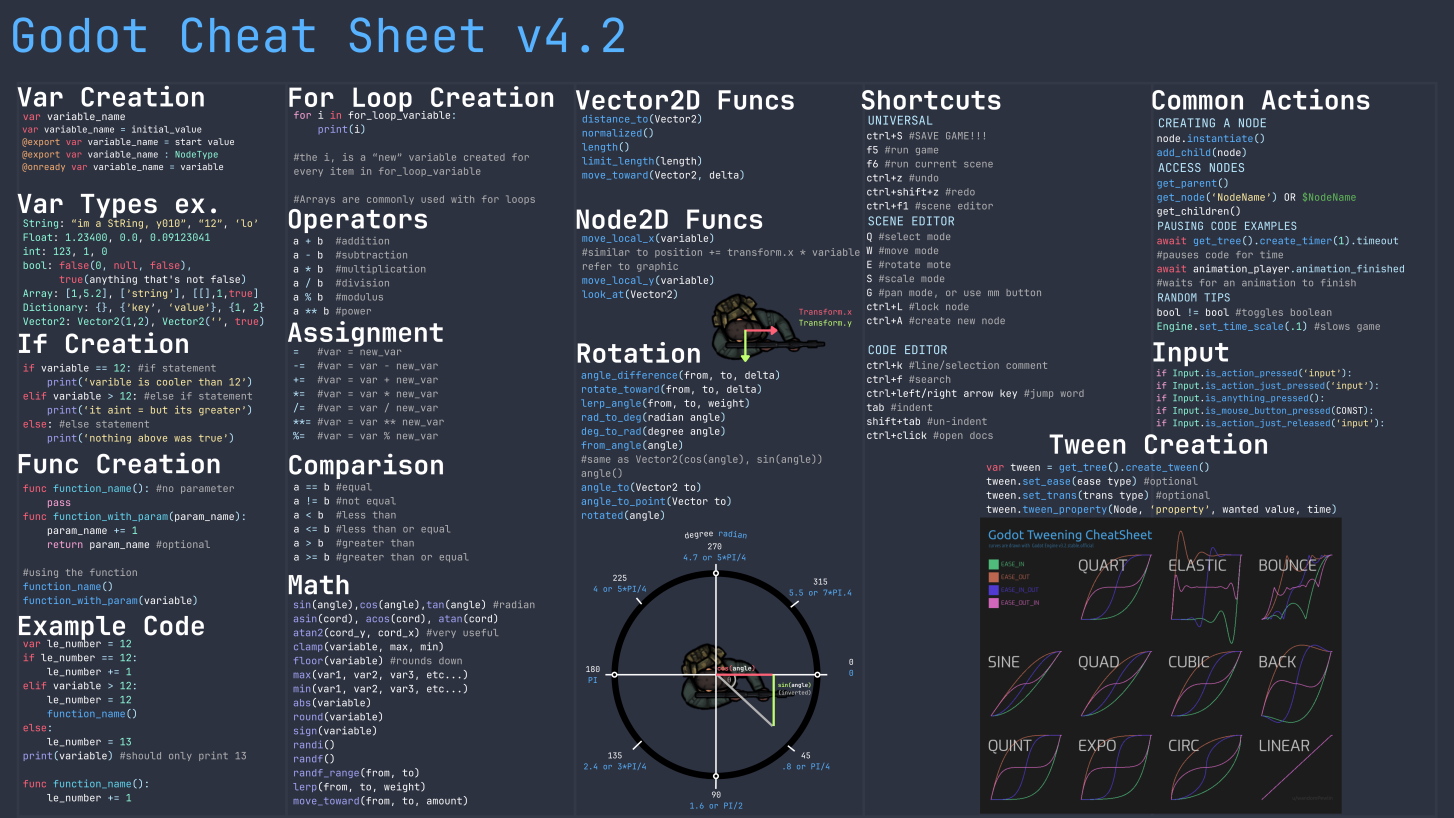 Godot Cheat Sheet v4.2
Var Creation
var variable_name
var variable_name = initial_value
@export var variable_name = start value
@export var variable_name : NodeType
@onready var variable_name = variable
Var Types ex.
String: “im a StRing, y010”, “12”, ‘lo’
Float: 1.23400, 0.0, 0.09123041
int: 123, 1, 0
bool: false(0, null, false),
true(anything that's not false)
Array: [1,5.2], [‘string’], [[],1,true]
Dictionary: {}, {‘key’, ‘value’}, {1, 2}
Vector2: Vector2(1,2), Vector2(‘’, true)
If Creation
if variable == 12: #if statement
print(‘varible is cooler than 12’)
elif variable > 12: #else if statement
print(‘it aint = but its greater’)
else: #else statement
print(‘nothing above was true’)
Func Creation
func function_name(): #no parameter
pass
func function_with_param(param_name):
param_name += 1
return param_name #optional
#using the function
function_name()
function_with_param(variable)
Example Code
var le_number = 12
if le_number == 12:
le_number += 1
elif variable > 12:
le_number = 12
function_name()
else:
le_number = 13
print(variable) #should only print 13
func function_name():
le_number += 1
For Loop Creation
for i in for_loop_variable:
print(i)
#the i, is a “new” variable created for
every item in for_loop_variable
#Arrays are commonly used with for loops
Operators
a + b #addition
a - b #subtraction
a * b #multiplication
a / b #division
a % b #modulus
a ** b #power
Assignment
= #var = new_var
-= #var = var - new_var
+= #var = var + new_var
*= #var = var * new_var
/= #var = var / new_var
**= #var = var ** new_var
%= #var = var % new_var
Comparison
a == b #equal
a != b #not equal
a < b #less than
a <= b #less than or equal
a > b #greater than
a >= b #greater than or equal
Math
sin(angle),cos(angle),tan(angle) #radian
asin(cord), acos(cord), atan(cord)
atan2(cord_y, cord_x) #very useful
clamp(variable, max, min)
floor(variable) #rounds down
max(var1, var2, var3, etc...)
min(var1, var2, var3, etc...)
abs(variable)
round(variable)
sign(variable)
randi()
randf()
randf_range(from, to)
lerp(from, to, weight)
move_toward(from, to, amount)
Vector2D Funcs
distance_to(Vector2)
normalized()
length()
limit_length(length)
move_toward(Vector2, delta)
Node2D Funcs
move_local_x(variable)
#similar to position += transform.x * variable
refer to graphic
move_local_y(variable)
look_at(Vector2)
Transform.x
Transform.y
Rotation
angle_difference(from, to, delta)
rotate_toward(from, to, delta)
lerp_angle(from, to, weight)
rad_to_deg(radian angle)
deg_to_rad(degree angle)
from_angle(angle)
#same as Vector2(cos(angle), sin(angle))
angle()
angle_to(Vector2 to)
angle_to_point(Vector to)
rotated(angle)
degree radian
270
4.7 or 5*PI/4
225
4 or 5*PI/4
315
5.5 or 7*PI.4
180
PI
0
0
cos(angle)
sin(angle)
(inverted)
135
2.4 or 3*PI/4
45
.8 or PI/4
90
1.6 or PI/2
Shortcuts
UNIVERSAL
ctrl+S #SAVE GAME!!!
f5 #run game
f6 #run current scene
ctrl+z #undo
ctrl+shift+z #redo
ctrl+f1 #scene editor
SCENE EDITOR
Q #select mode
W #move mode
E #rotate mote
S #scale mode
G #pan mode, or use mm button
ctrl+L #lock node
ctrl+A #create new node
CODE EDITOR
ctrl+k #line/selection comment
ctrl+f #search
ctrl+left/right arrow key #jump word
tab #indent
shift+tab #un-indent
ctrl+click #open docs
Common Actions
CREATING A NODE
node.instantiate()
add_child(node)
ACCESS NODES
get_parent()
get_node(‘NodeName’) OR $NodeName
get_children()
PAUSING CODE EXAMPLES
await get_tree().create_timer(1).timeout
#pauses code for time
await animation_player.animation_finished
#waits for an animation to finish
RANDOM TIPS
bool != bool #toggles boolean
Engine.set_time_scale(.1) #slows game
Input
if Input.is_action_pressed(‘input’):
if Input.is_action_just_pressed(‘input’):
if Input.is_anything_pressed():
if Input.is_mouse_button_pressed(CONST):
if Input.is_action_just_released('input'):
Tween Creation
var tween = get_tree().create_tween()
tween.set_ease(ease type) #optional
tween.set_trans(trans type) #optional
tween.tween_property(Node, ‘property’, wanted value, time)
Godot Tweening CheatSheet
EASE_IN
EASE_OUT
EASE_IN_OUT
EASE_OUT_IN
QUART
ELASTIC
BOUNCE
SINE
QUAD
CUBIC
BACK
QUINT
EXPO
CIRC
LINEAR